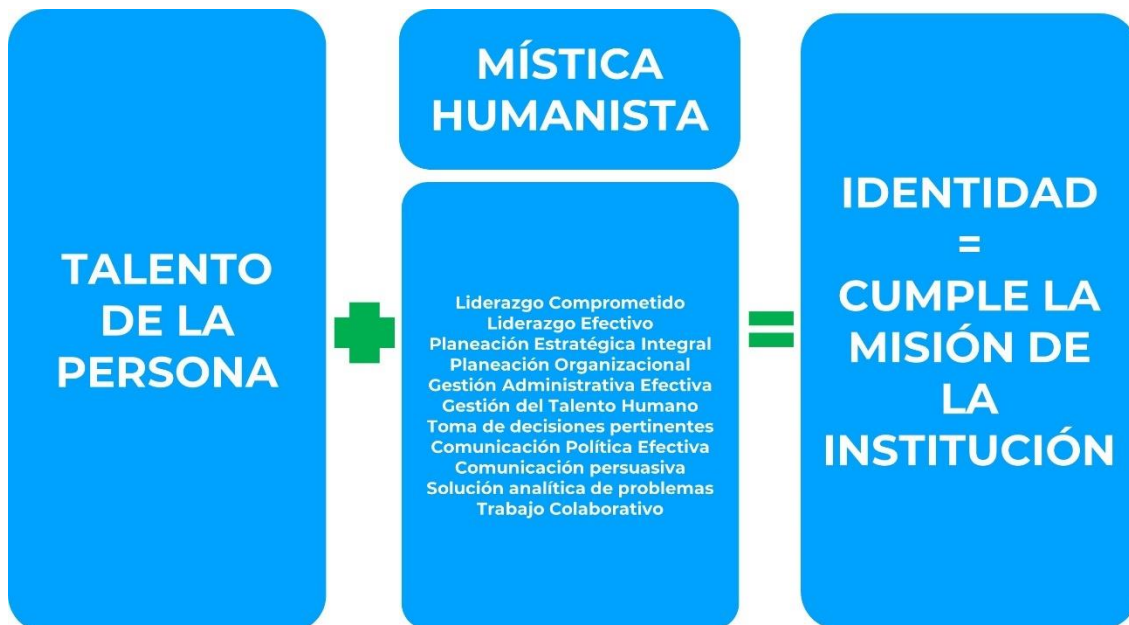 TALENTO
DE LA
PERSONA
MÍSTICA
HUMANISTA
Liderazgo Comprometido
Liderazgo Efectivo
Planeación Estratégica Integral
Planeación Organizacional
Gestión Administrativa Efectiva
Gestión del Talento Humano
Toma de decisiones pertinentes
Comunicación Política Efectiva
Comunicación persuasiva
Solución analítica de problemas
Trabajo Colaborativo
IDENTIDAD
=
CUMPLE LA
MISIÓN DE
LA
INSTITUCIÓN